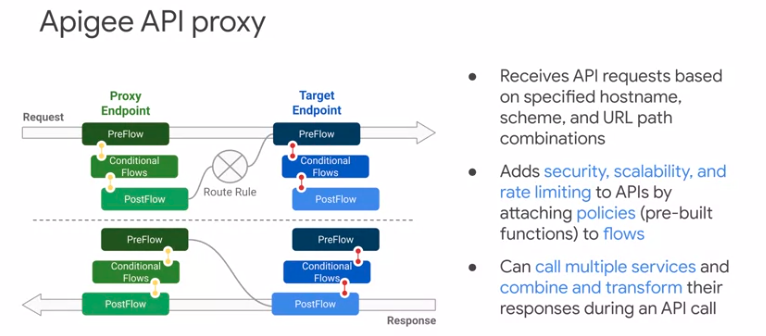 Apigee API proxy
Proxy
Endpoint
Target
Endpoint
Request
PreFlow
PreFlow
Conditional
Flows
Conditional
Flows
PostFlow
Route Rule
PostFlow
PreFlow
PreFlow
Conditional
Flows
Conditional
Flows
PostFlow
PostFlow
Response
● Receives API requests based
on specified hostname,
scheme, and URL path
combinations
● Adds security, scalability, and
rate limiting to APIs by
attaching policies (pre-built
functions) to flows
● Can call multiple services and
combine and transform their
responses during an API call